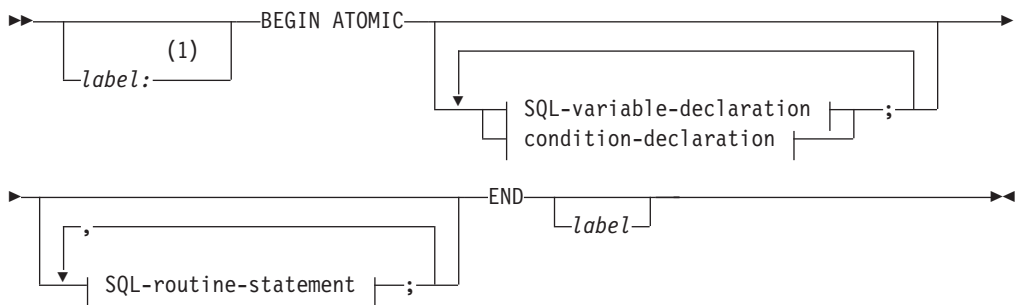 BEGIN ATOMIC
(1)
label:
SQL-variable-declaration ;
condition-declaration
END
label
,
SQL-routine-statement ;